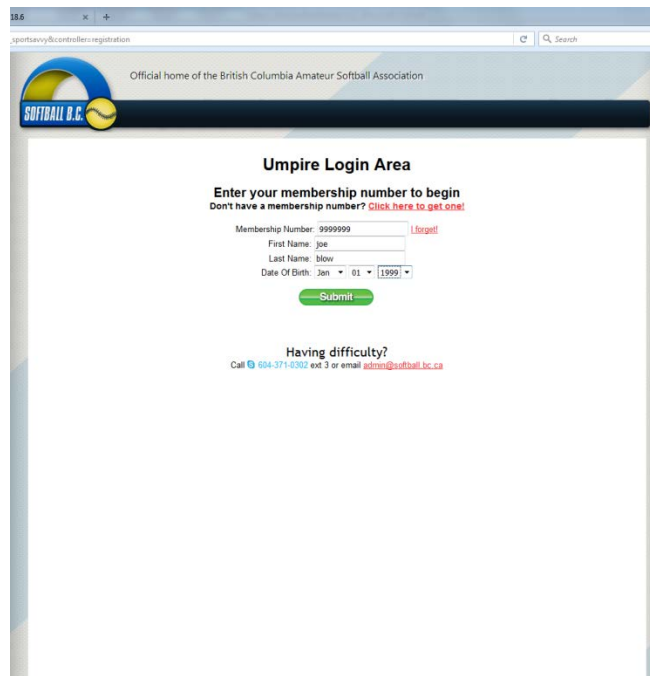 18.6 × +
_sportsavvy&controller=registration
Search
Official home of the British Columbia Amateur Softball Association
SOFTBALL B.C.
Umpire Login Area
Enter your membership number to begin
Don't have a membership number? Click here to get one!
Membership Number: 9999999 I forget!
First Name: joe
Last Name: blow
Date Of Birth: Jan 01 1999
Submit
Having difficulty?
Call 604-371-0302 ext 3 or email admin@softball.bc.ca